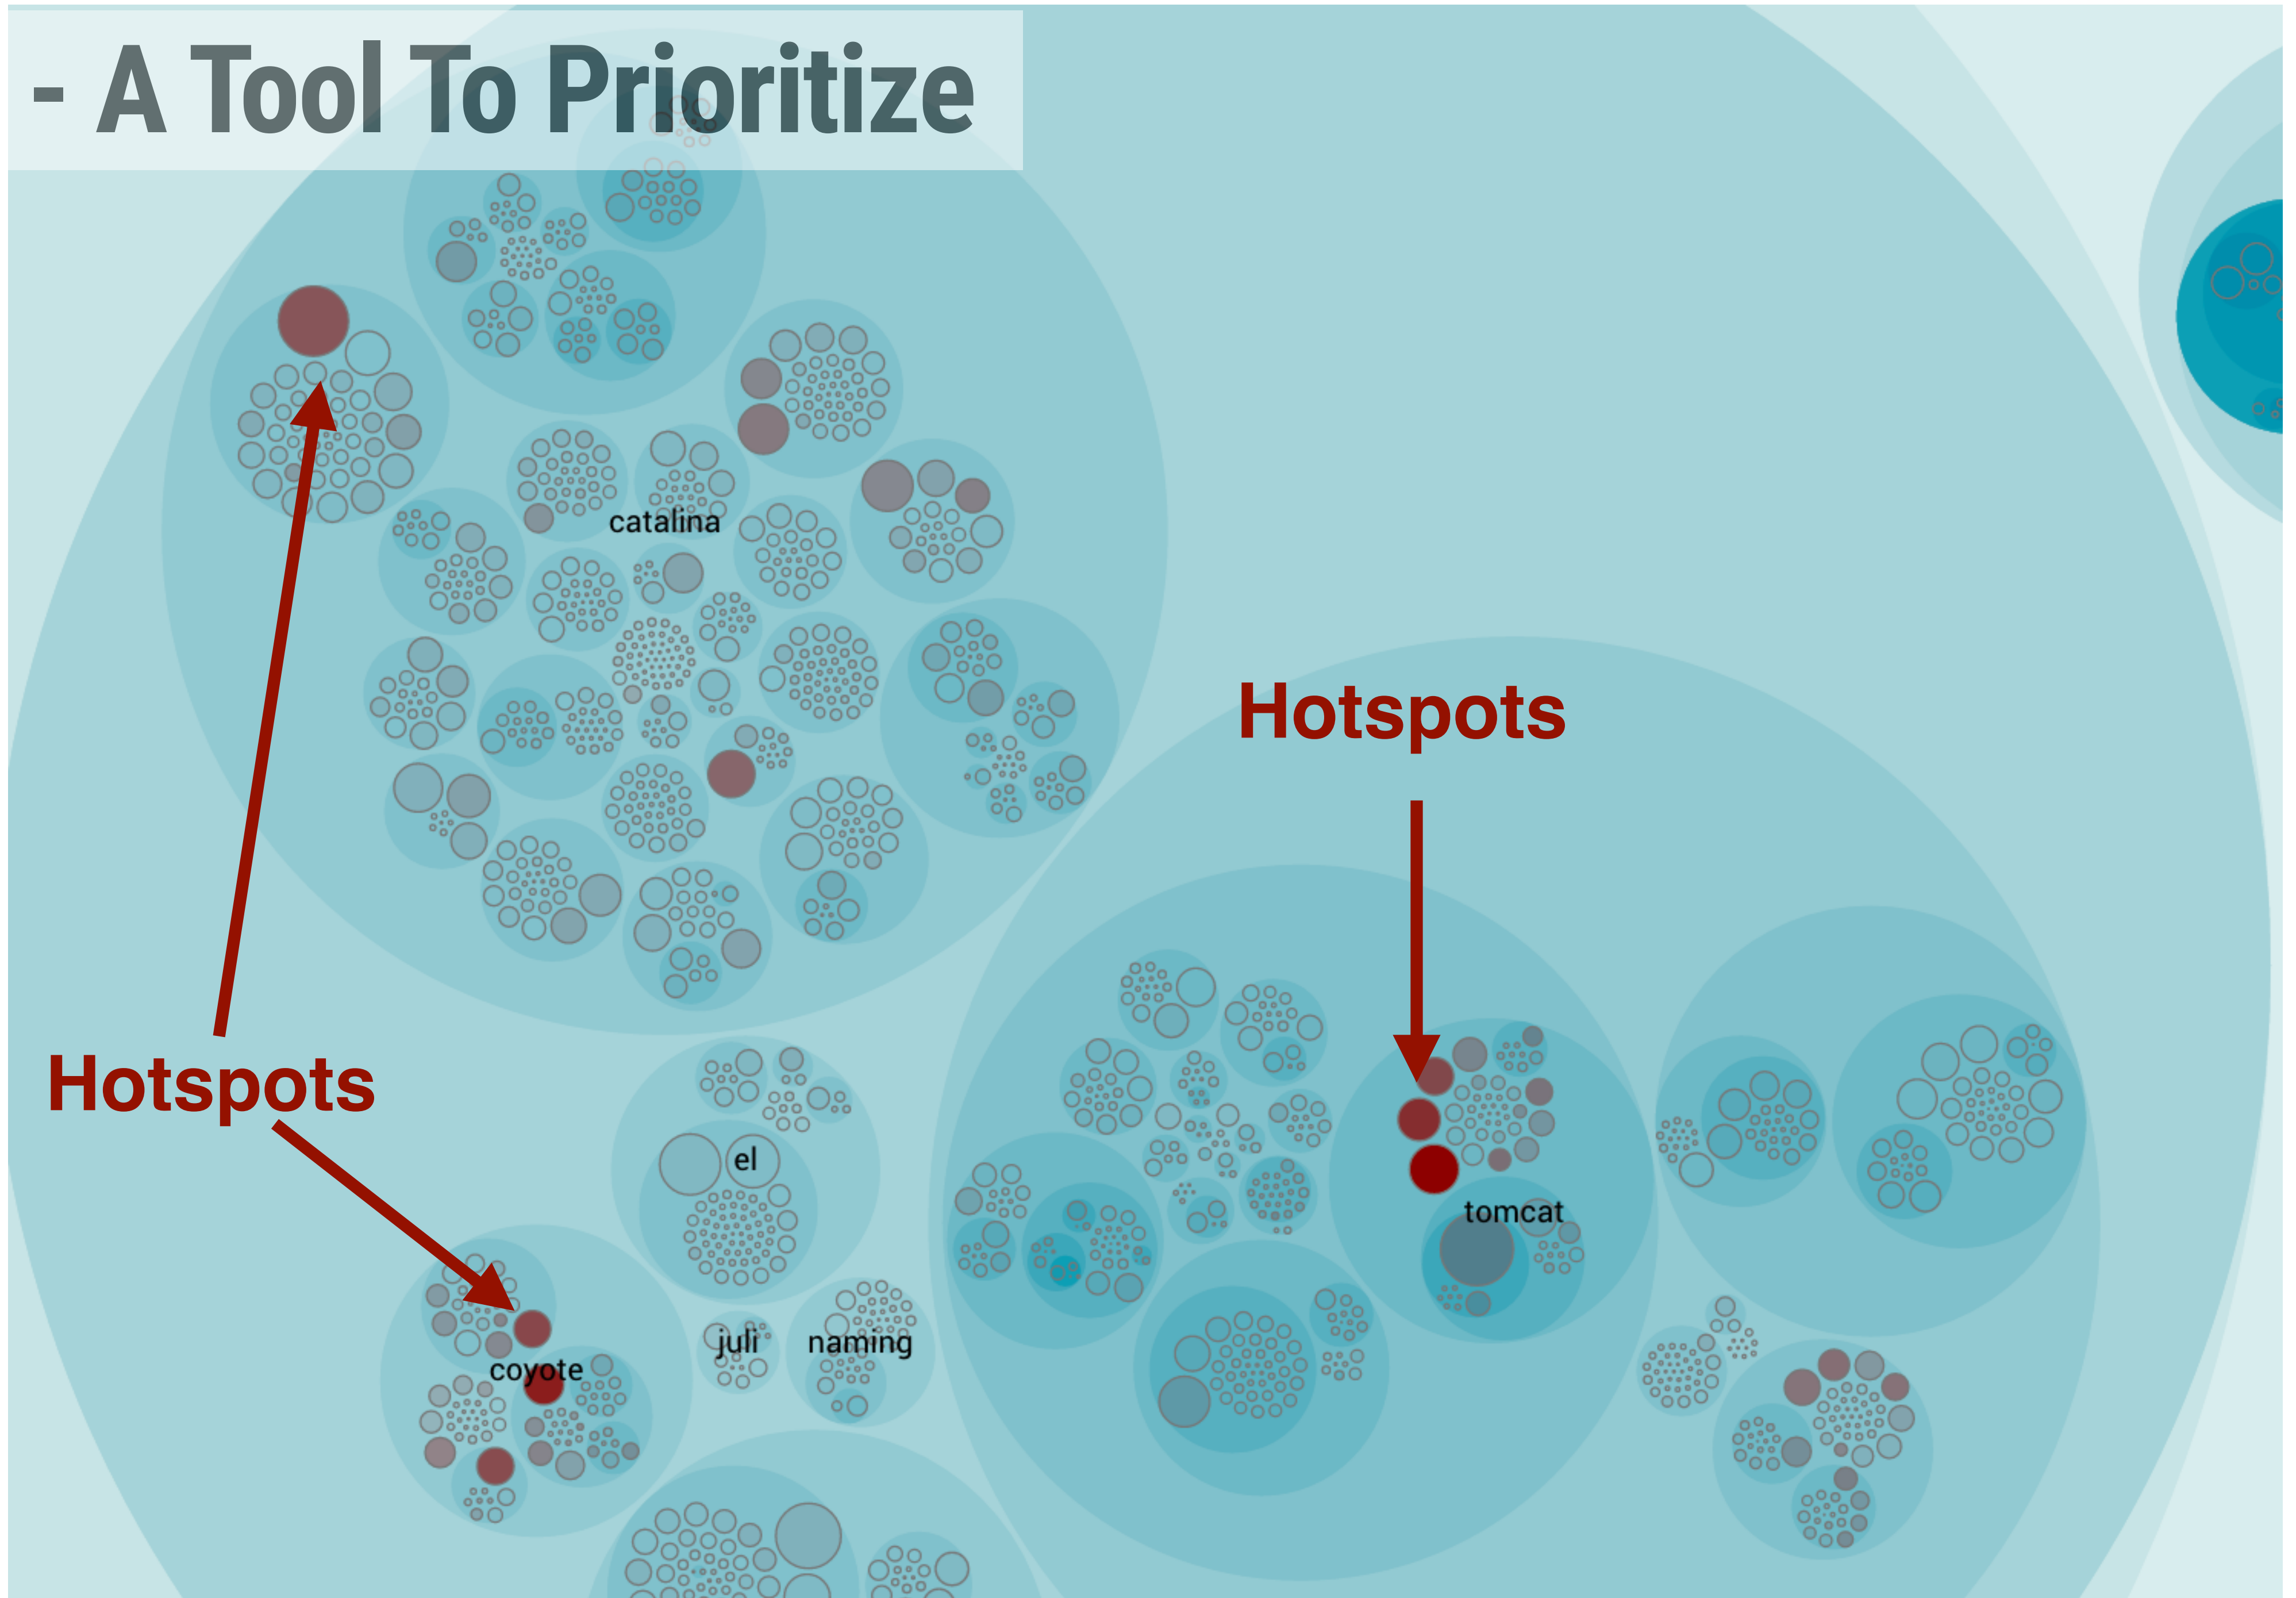 - A Tool To Prioritize
catalina
Hotspots
Hotspots
el
tomcat
juli
naming
coyote